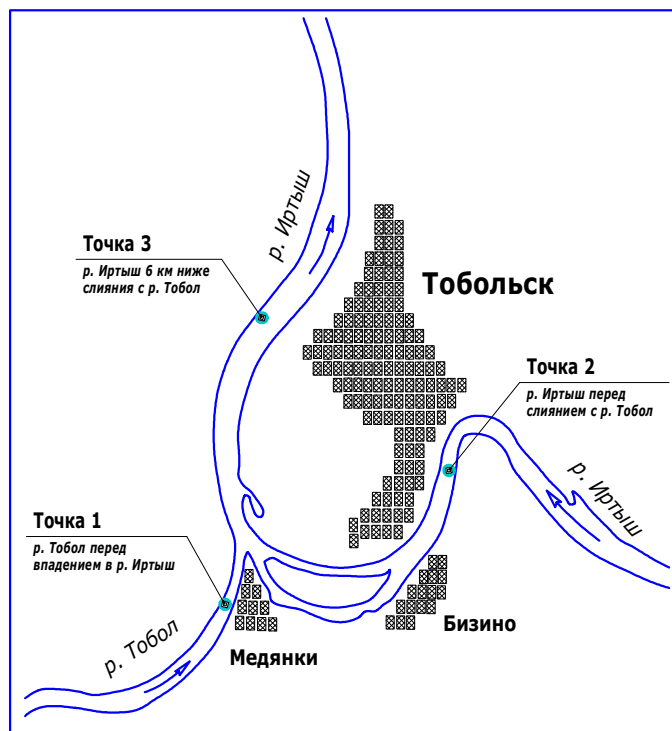 р. Иртыш
Точка 3
р. Иртыш 6 км ниже
слияния с р. Тобол
Тобольск
Точка 2
р. Иртыш перед
слиянием с р. Тобол
р. Иртыш
Точка 1
р. Тобол перед
впадением в р. Иртыш
Бизино
р. Тобол
Медянки